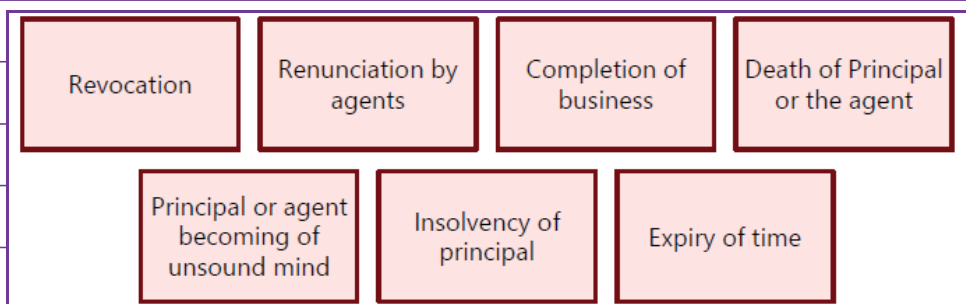 Revocation
Renunciation by
agents
Completion of
business
Death of Principal
or the agent
Principal or agent
becoming of
unsound mind
Insolvency of
principal
Expiry of time